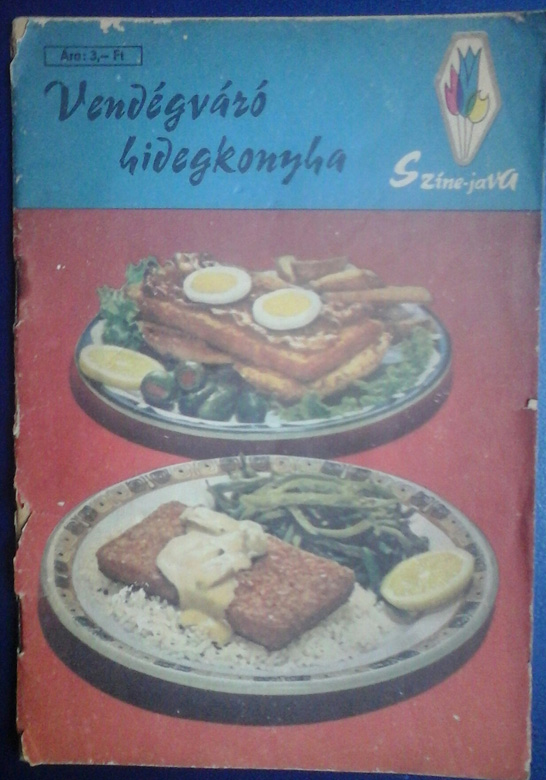 Ára: 3,— Ft
Vendégváró
hidegkonyha
Színe-java